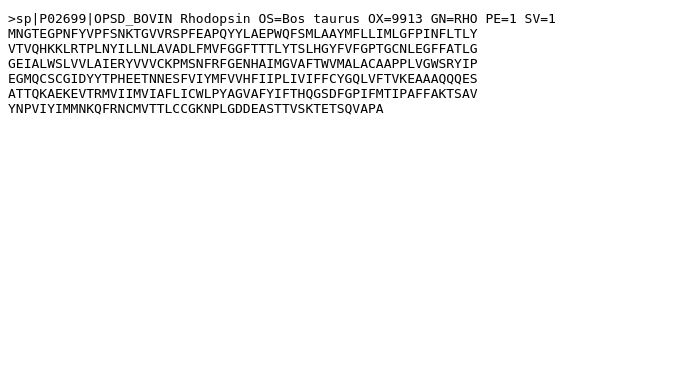 >sp|P02699|OPSD_BOVIN Rhodopsin OS=Bos taurus OX=9913 GN=RHO PE=1 SV=1
MNGTEGPNFYVPFSNKTGVVRSPFEAPQYYLAEPWQFSMLAAYMFLLIMLGFPINFLTLY
VTVQHKKLRTPLNYILLNLAVADLFMVFGGFTTTLYTSLHGYFVFGPTGCNLEGFFATLG
GEIALWSLVVLAIERYVVVCKPMSNFRFGENHAIMGVAFTWVMALACAAPPLVGWSRYIP
EGMQCSCGIDYYTPHEETNNESFVIYMFVVHFIIPLIVIFFCYGQLVFTVKEAAAQQQES
ATTQKAEKEVTRMVIIMVIAFLICWLPYAGVAFYIFTHQGSDFGPIFMTIPAFFAKTSAV
YNPVIYIMMNKQFRNCMVTTLCCGKNPLGDDEASTTVSKTETSQVAPA